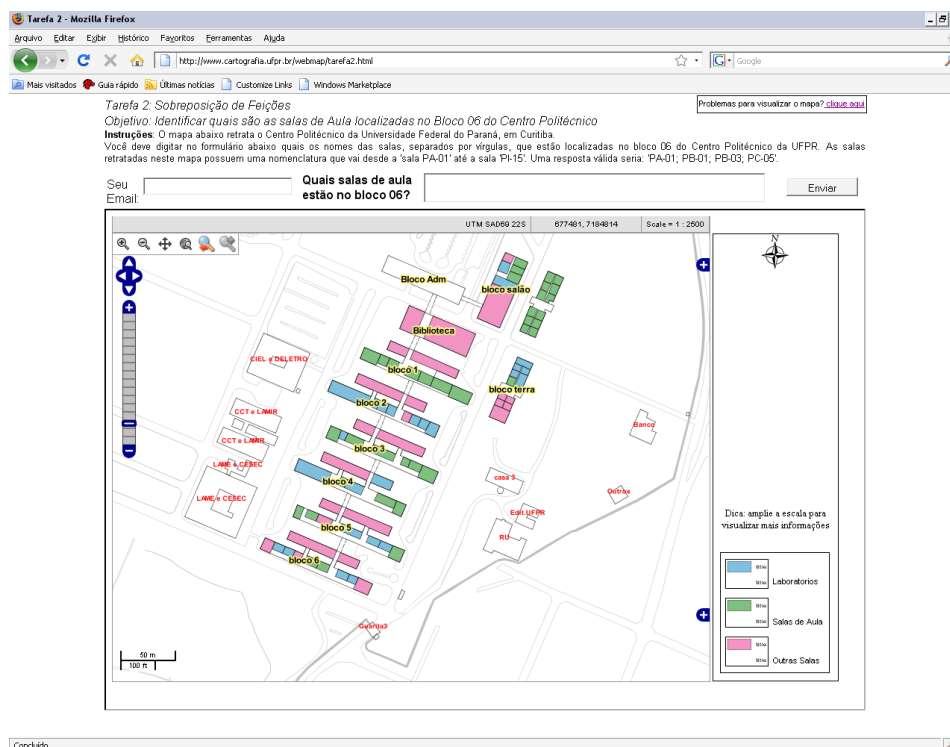 Tarefa 2 - Mozilla Firefox
Arquivo Editar Exibir Histórico Favoritos Ferramentas Ajuda
http://www.cartografia.ufpr.br/webmap/tarefa2.html
Google
Mais visitados Guia rápido Últimas notícias Customize Links Windows Marketplace
Tarefa 2: Sobreposição de Feições
Problemas para visualizar o mapa? clique aqui
Objetivo: Identificar quais são as salas de Aula localizadas no Bloco 06 do Centro Politécnico
Instruções: O mapa abaixo retrata o Centro Politécnico da Universidade Federal do Paraná, em Curitiba.
Você deve digitar no formulário abaixo quais os nomes das salas, separados por vírgulas, que estão localizadas no bloco 06 do Centro Politécnico da UFPR. As salas
retratadas neste mapa possuem uma nomenclatura que vai desde a 'sala PA-01' até a sala 'PI-15'. Uma resposta válida seria: 'PA-01; PB-01; PB-03; PC-05'.
Seu
Email:
Quais salas de aula
estão no bloco 06?
Enviar
UTM SAD69 22S 677481, 7184814 Scale = 1 : 2500
N
Bloco Adm
bloco salão
Biblioteca
CIEL e DELETRO
bloco 1
bloco terra
bloco 2
CCT e LAMIR
Banco
CCT e LAMIR
bloco 3
LAME e CESEC
casa 3
bloco 4
LAME e CESEC
Outros
Edit.UFPR
bloco 5
RU
bloco 6
Guarita3
50 m
100 ft
Dica: amplie a escala para
visualizar mais informações
title
title Laboratorios
title
title Salas de Aula
title
title Outras Salas
Concluído